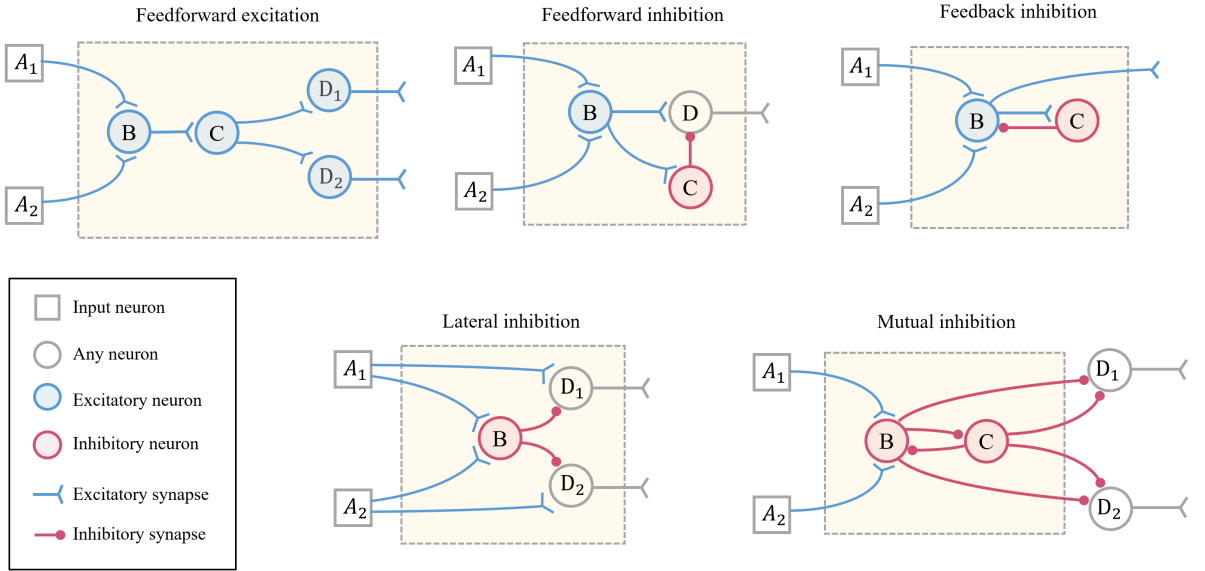 Feedforward excitation
A₁
A₂
B
C
D₁
D₂
Feedforward inhibition
A₁
A₂
B
D
C
Feedback inhibition
A₁
A₂
B
C
Input neuron
Any neuron
Excitatory neuron
Inhibitory neuron
Excitatory synapse
Inhibitory synapse
Lateral inhibition
A₁
A₂
B
D₁
D₂
Mutual inhibition
A₁
A₂
B
C
D₁
D₂